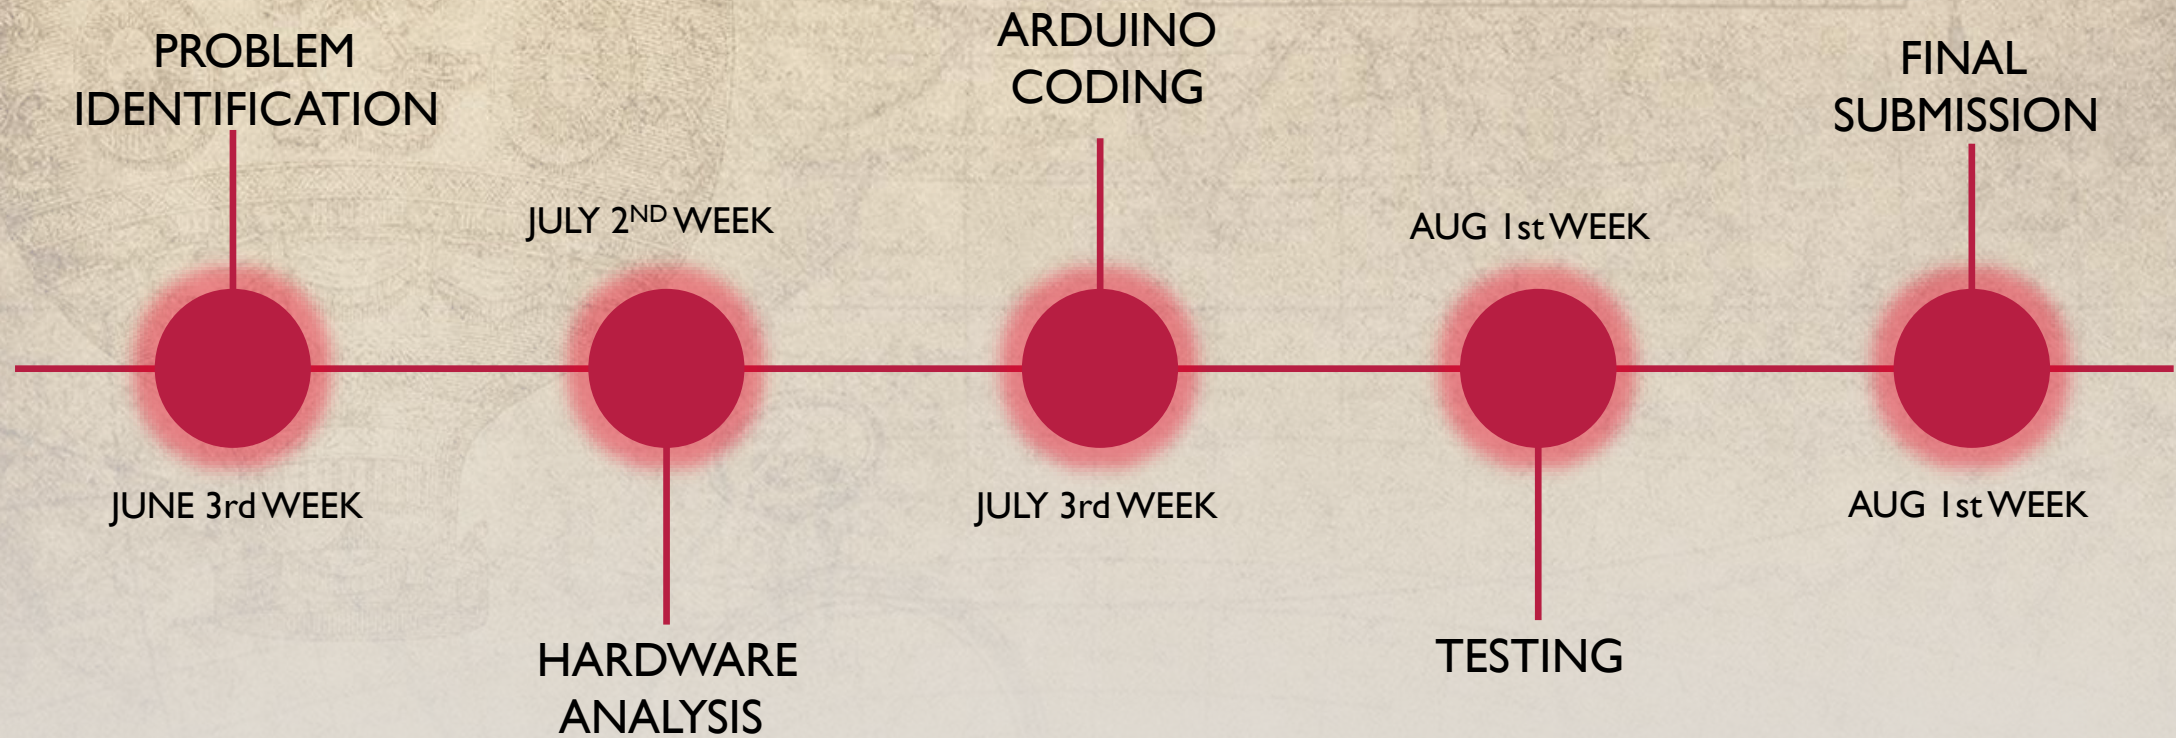 PROBLEM
IDENTIFICATION
JUNE 3rd WEEK
JULY 2ND WEEK
HARDWARE
ANALYSIS
ARDUINO
CODING
JULY 3rd WEEK
AUG 1st WEEK
TESTING
FINAL
SUBMISSION
AUG 1st WEEK